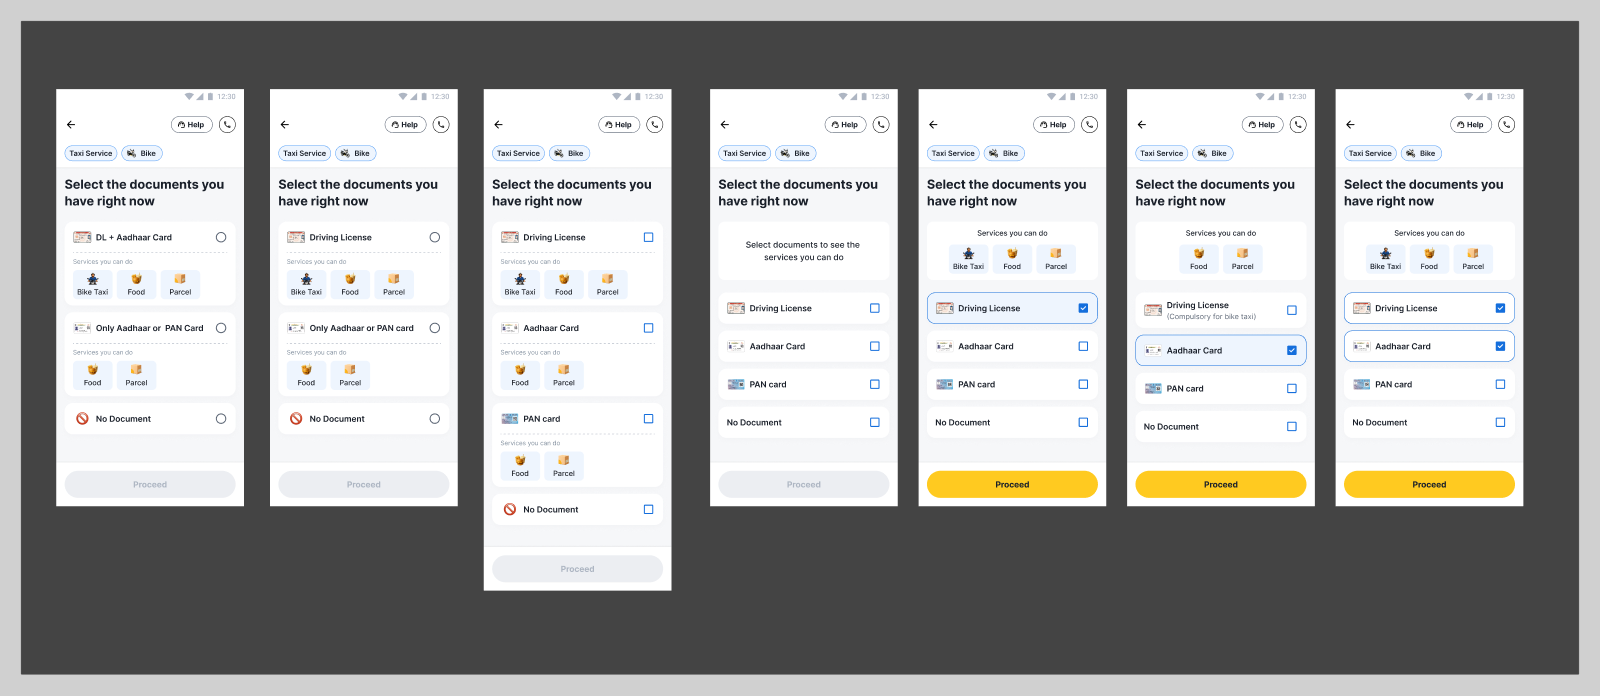 12:30
Help
Taxi Service
Bike
Select the documents you
have right now
DL + Aadhaar Card
Services you can do
Bike Taxi
Food
Parcel
Only Aadhaar or PAN Card
Services you can do
Food
Parcel
No Document
Proceed
12:30
Help
Taxi Service
Bike
Select the documents you
have right now
Driving License
Services you can do
Bike Taxi
Food
Parcel
Only Aadhaar or PAN card
Services you can do
Food
Parcel
No Document
Proceed
12:30
Help
Taxi Service
Bike
Select the documents you
have right now
Driving License
Services you can do
Bike Taxi
Food
Parcel
Aadhaar Card
Services you can do
Food
Parcel
PAN card
Services you can do
Food
Parcel
No Document
Proceed
12:30
Help
Taxi Service
Bike
Select the documents you
have right now
Select documents to see the
services you can do
Driving License
Aadhaar Card
PAN card
No Document
Proceed
12:30
Help
Taxi Service
Bike
Select the documents you
have right now
Services you can do
Bike Taxi
Food
Parcel
Driving License
Aadhaar Card
PAN card
No Document
Proceed
12:30
Help
Taxi Service
Bike
Select the documents you
have right now
Services you can do
Food
Parcel
Driving License
(Compulsory for bike taxi)
Aadhaar Card
PAN card
No Document
Proceed
12:30
Help
Taxi Service
Bike
Select the documents you
have right now
Services you can do
Bike Taxi
Food
Parcel
Driving License
Aadhaar Card
PAN card
No Document
Proceed